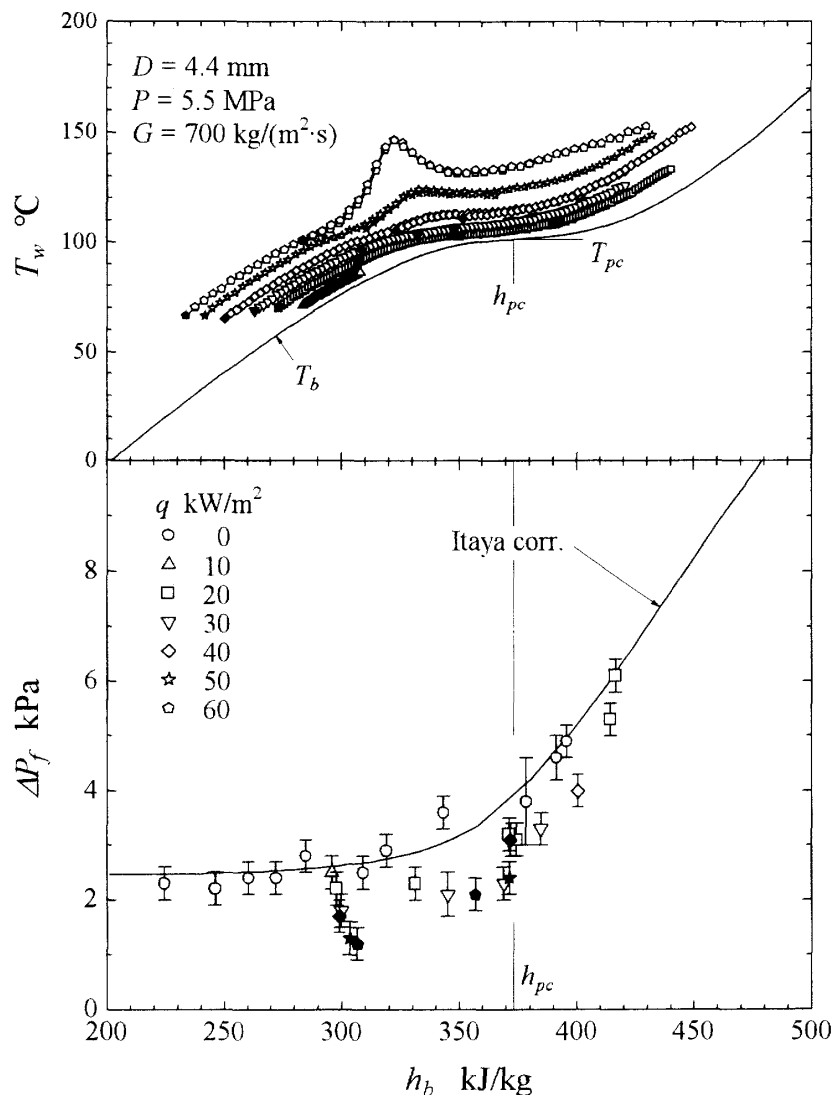 200
150
100
50
0
T_w °C
D = 4.4 mm
P = 5.5 MPa
G = 700 kg/(m²·s)
T_pc
h_pc
T_b
8
6
4
2
0
ΔP_f kPa
q kW/m²
0
10
20
30
40
50
60
Itaya corr.
h_pc
200 250 300 350 400 450 500
h_b kJ/kg